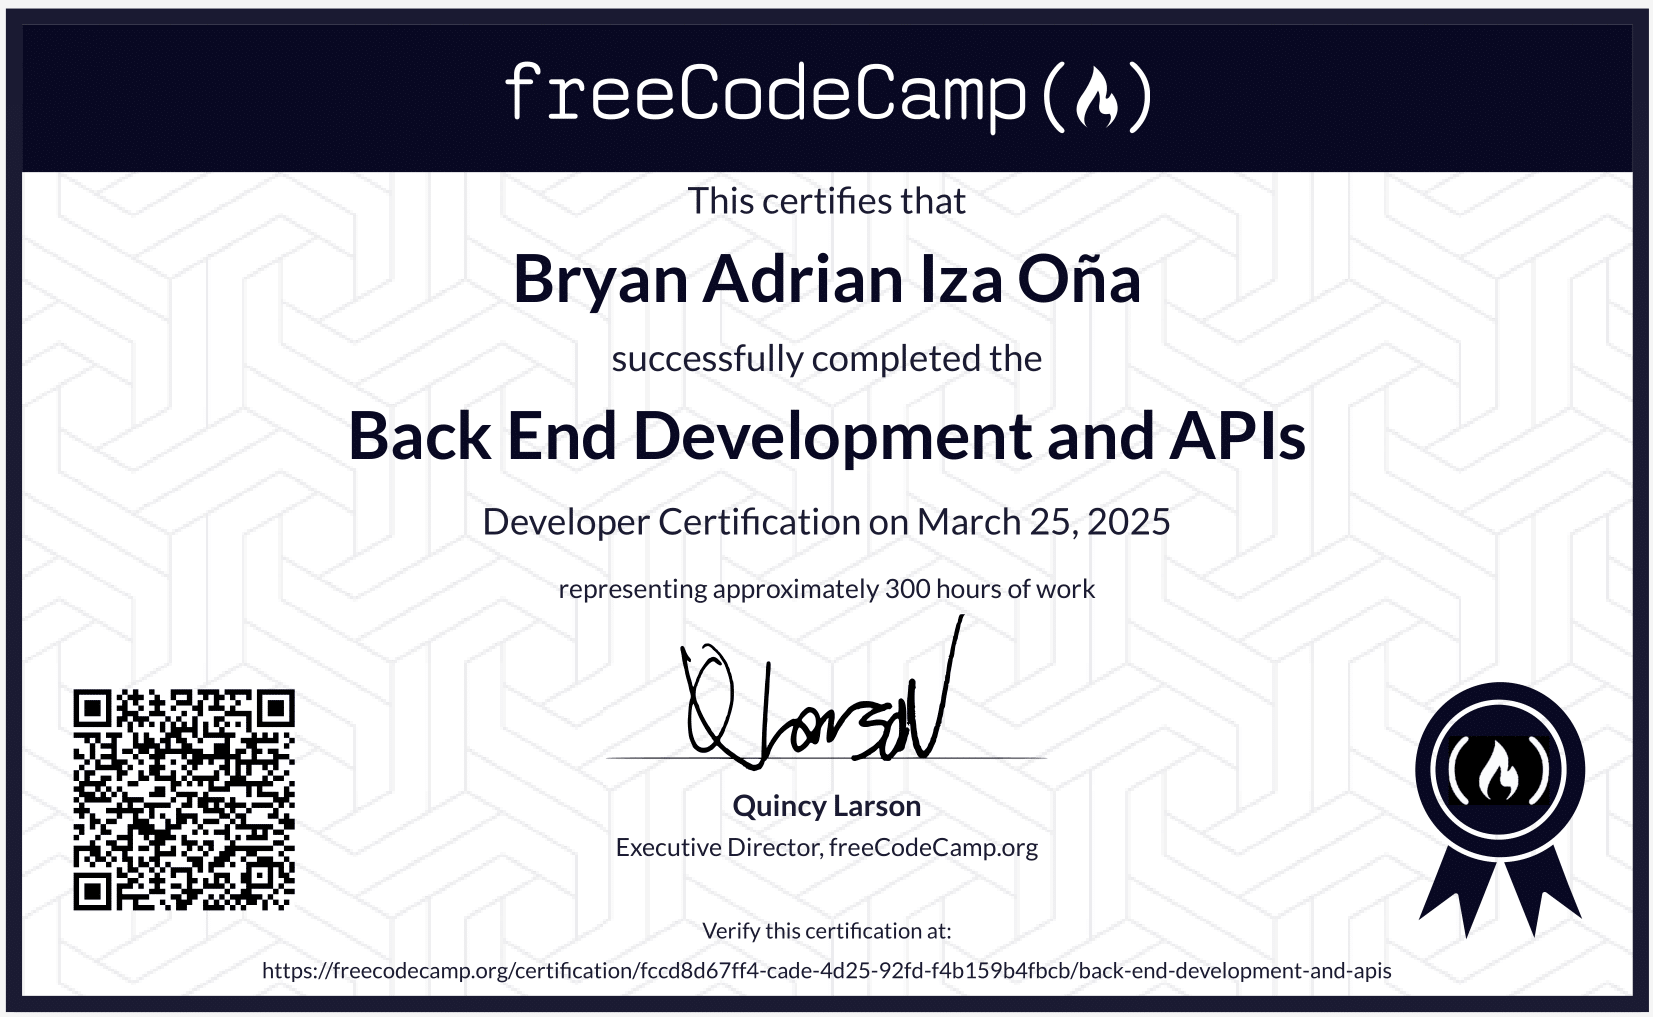 freeCodeCamp
This certifies that
Bryan Adrian Iza Oña
successfully completed the
Back End Development and APIs
Developer Certification on March 25, 2025
representing approximately 300 hours of work
Quincy Larson
Executive Director, freeCodeCamp.org
Verify this certification at:
https://freecodecamp.org/certification/fccd8d67ff4-cade-4d25-92fd-f4b159b4fbcb/back-end-development-and-apis